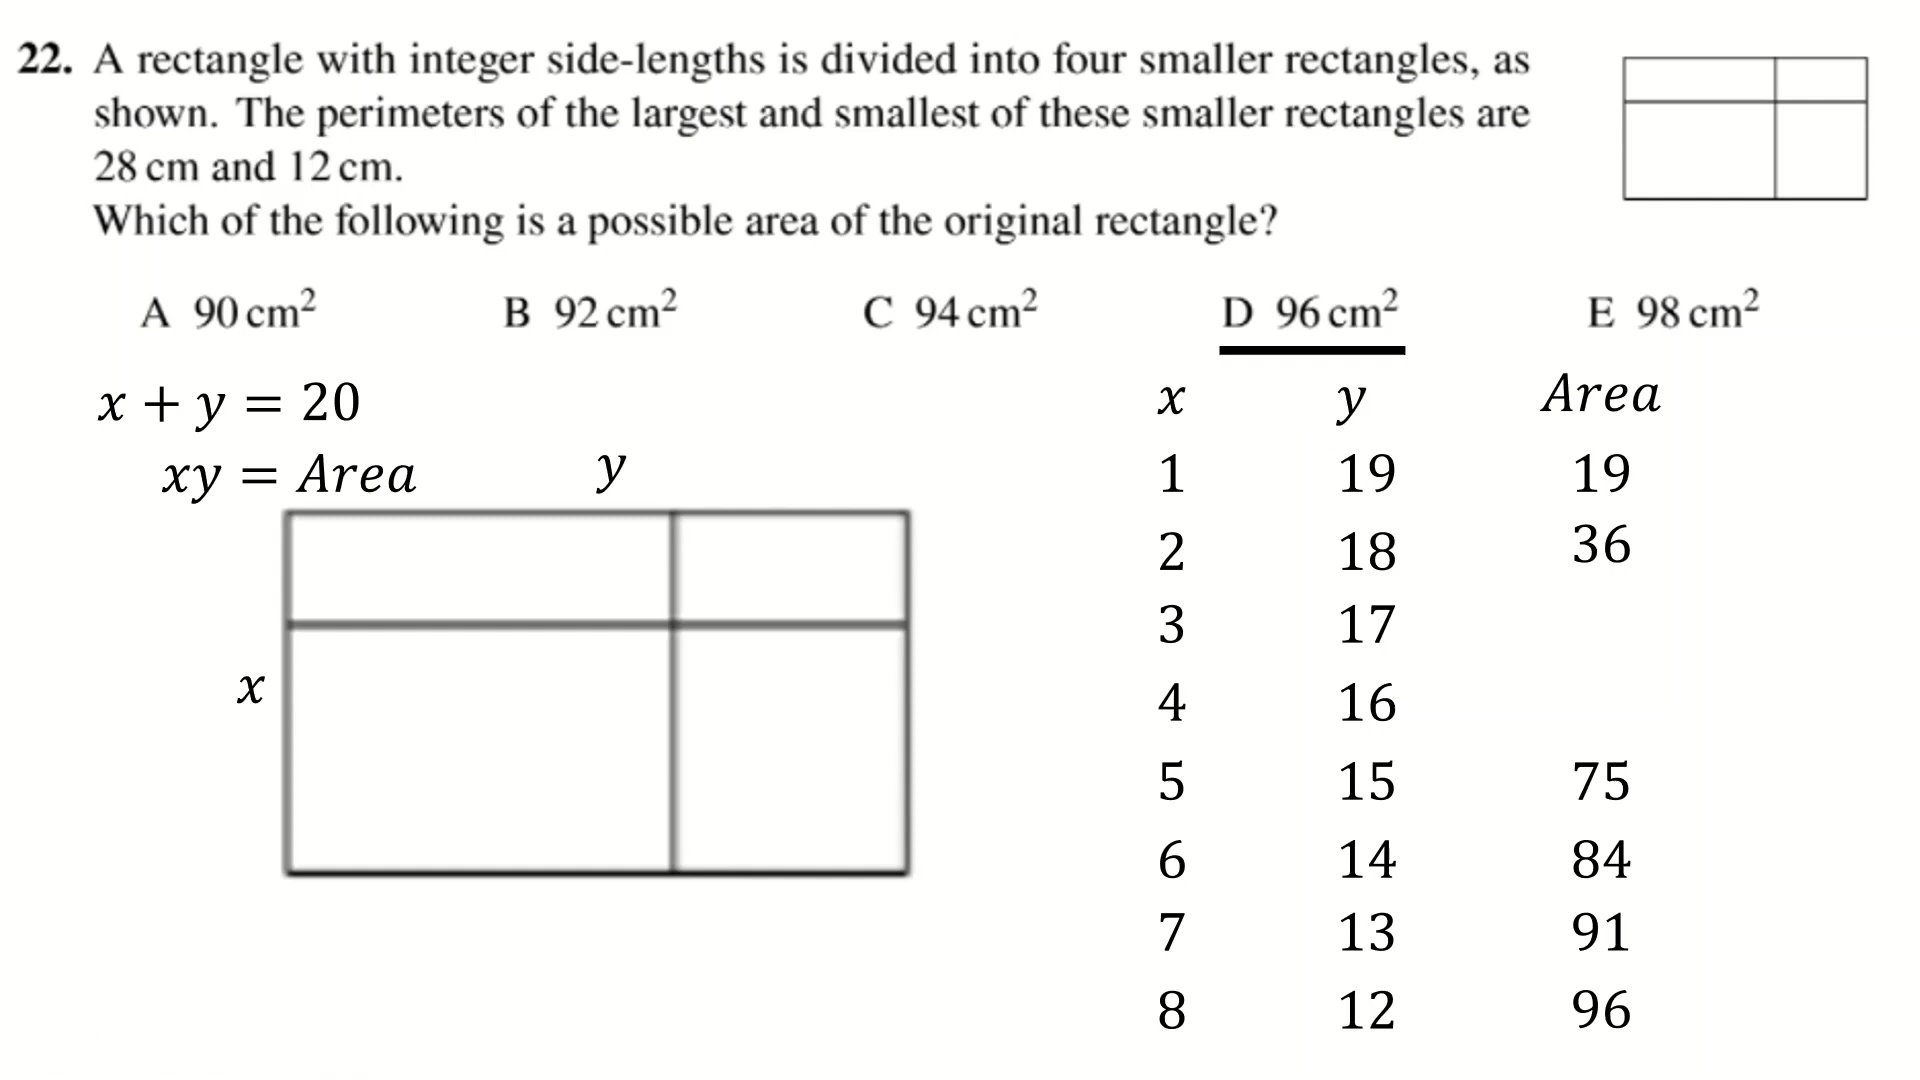 22. A rectangle with integer side-lengths is divided into four smaller rectangles, as
shown. The perimeters of the largest and smallest of these smaller rectangles are
28 cm and 12 cm.
Which of the following is a possible area of the original rectangle?
A 90 cm² B 92 cm² C 94 cm² D 96 cm² E 98 cm²
x + y = 20
xy = Area
y
x
x y Area
1 19 19
2 18 36
3 17
4 16
5 15 75
6 14 84
7 13 91
8 12 96